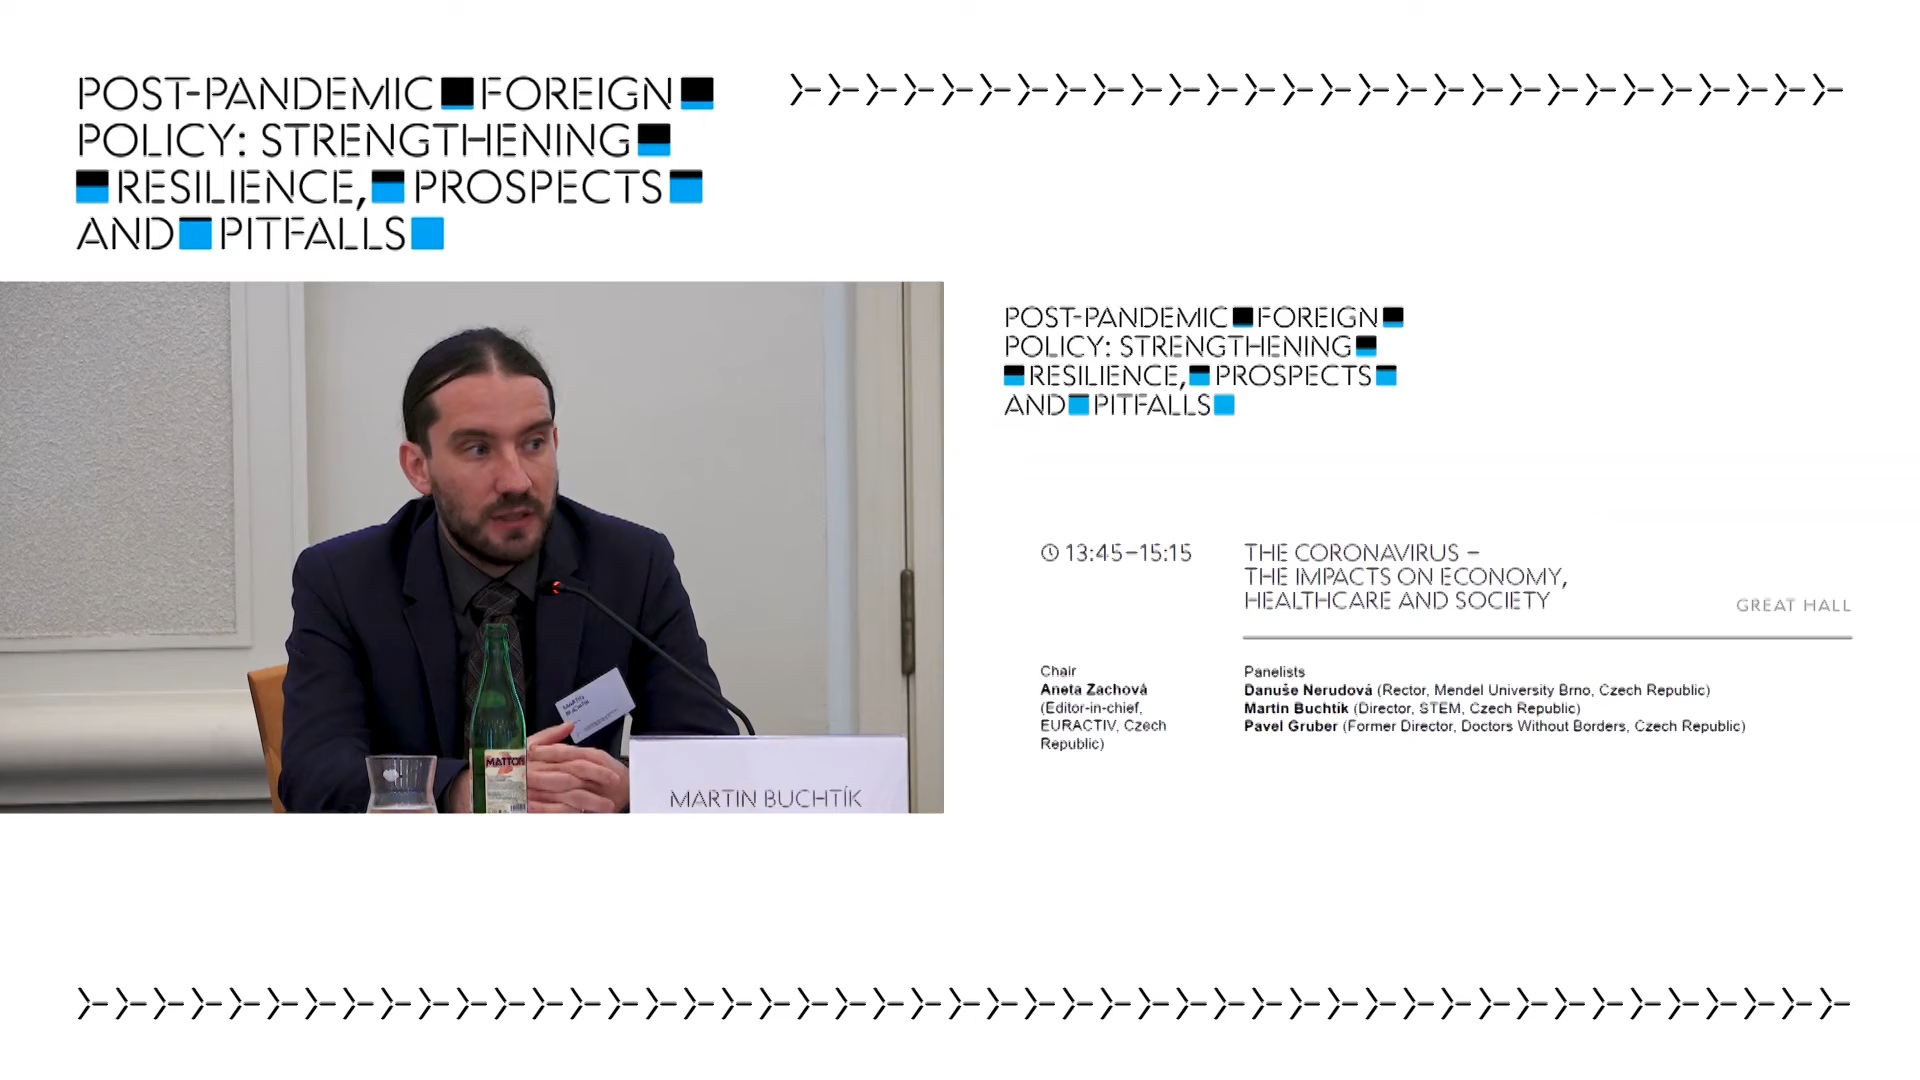 POST-PANDEMIC FOREIGN
POLICY: STRENGTHENING
RESILIENCE, PROSPECTS
AND PITFALLS
POST-PANDEMIC FOREIGN
POLICY: STRENGTHENING
RESILIENCE, PROSPECTS
AND PITFALLS
13:45–15:15
THE CORONAVIRUS –
THE IMPACTS ON ECONOMY,
HEALTHCARE AND SOCIETY
GREAT HALL
Chair
Aneta Zachová
(Editor-in-chief,
EURACTIV, Czech
Republic)
Panelists
Danuše Nerudová (Rector, Mendel University Brno, Czech Republic)
Martin Buchtík (Director, STEM, Czech Republic)
Pavel Gruber (Former Director, Doctors Without Borders, Czech Republic)
MARTIN
BUCHTÍK
MATTONI
MARTIN BUCHTÍK